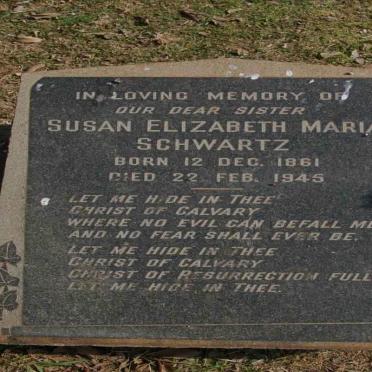 IN LOVING MEMORY OF
OUR DEAR SISTER
SUSAN ELIZABETH MARIA
SCHWARTZ
BORN 12 DEC. 1861
DIED 22 FEB. 1945
LET ME HIDE IN THEE
CHRIST OF CALVARY
WHERE NO EVIL CAN BEFALL ME
AND NO FEAR SHALL EVER BE.
LET ME HIDE IN THEE
CHRIST OF CALVARY
CHRIST OF RESURRECTION FULL
LET ME HIDE IN THEE.